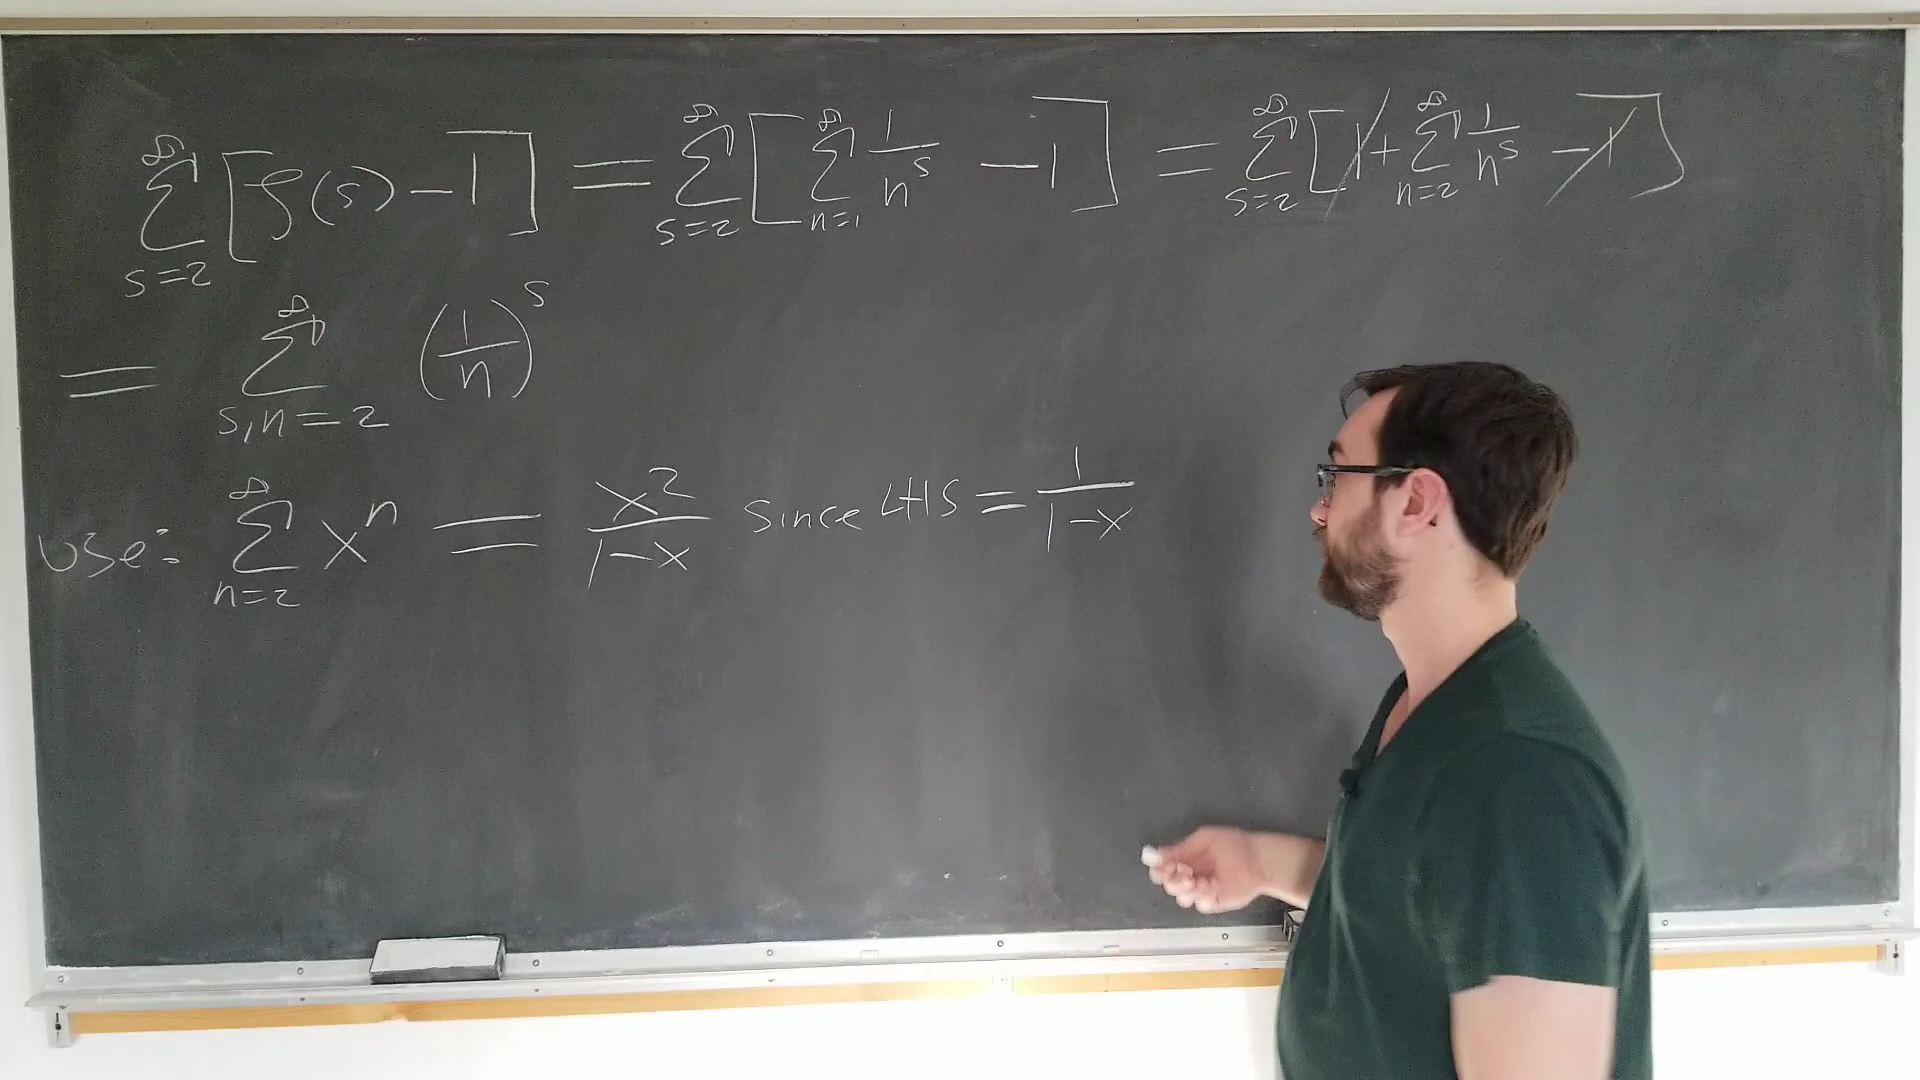 ∞ ∑ s=2 [ζ(s)-1] = ∞ ∑ s=2 [ ∞ ∑ n=1 1/n^s -1] = ∞ ∑ s=2 [1+ ∞ ∑ n=2 1/n^s -1]
= ∞ ∑ s,n=2 (1/n)^s
use: ∞ ∑ n=2 x^n = x^2/1-x since LHS = 1/1-x